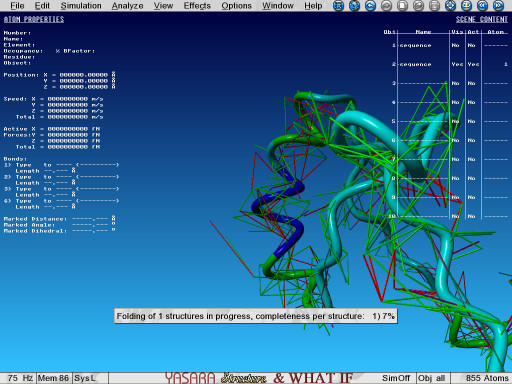 File Edit Simulation Analyze View Effects Options Window Help
ATOM PROPERTIES
SCENE CONTENT
Number:
Name:
Element:
Occupancy: % BFactor:
Residue:
Object:
Position: X = 000000,00000 Å
Y = 000000,00000 Å
Z = 000000,00000 Å
Speed: X = 0000000000 m/s
Y = 0000000000 m/s
Z = 0000000000 m/s
Total = 0000000000 m/s
Active X = 0000000000 fN
Forces:Y = 0000000000 fN
Z = 0000000000 fN
Total = 0000000000 fN
Bonds:
1) Type to ---- (---------)
Length --,--- Å
2) Type to ---- (---------)
Length --,--- Å
3) Type to ---- (---------)
Length --,--- Å
4) Type to ---- (---------)
Length --,--- Å
Marked Distance: -----,--- Å
Marked Angle: -----,--- °
Marked Dihedral: -----,--- °
Obj Name Vis Act Atom
1 sequence No No ------
2 sequence Yes Yes 1
3 ------------ No No ------
4 ------------ No No ------
5 ------------ No No ------
6 ------------ No No ------
7 ------------ No No ------
8 ------------ No No ------
9 ------------ No No ------
10 ------------ No No ------
Folding of 1 structures in progress, completeness per structure: 1) 7%
75 Hz Mem 86 Sys L YASARA Structure & WHAT IF Sim Off Obj all 855 Atoms